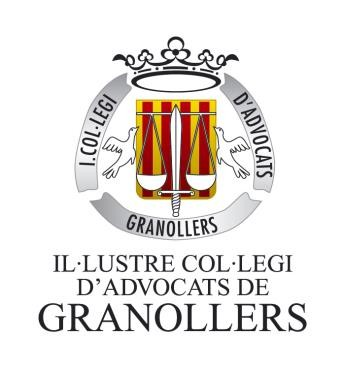 I.COL·LEGI
D'ADVOCATS
GRANOLLERS
IL·LUSTRE COL·LEGI
D'ADVOCATS DE
GRANOLLERS